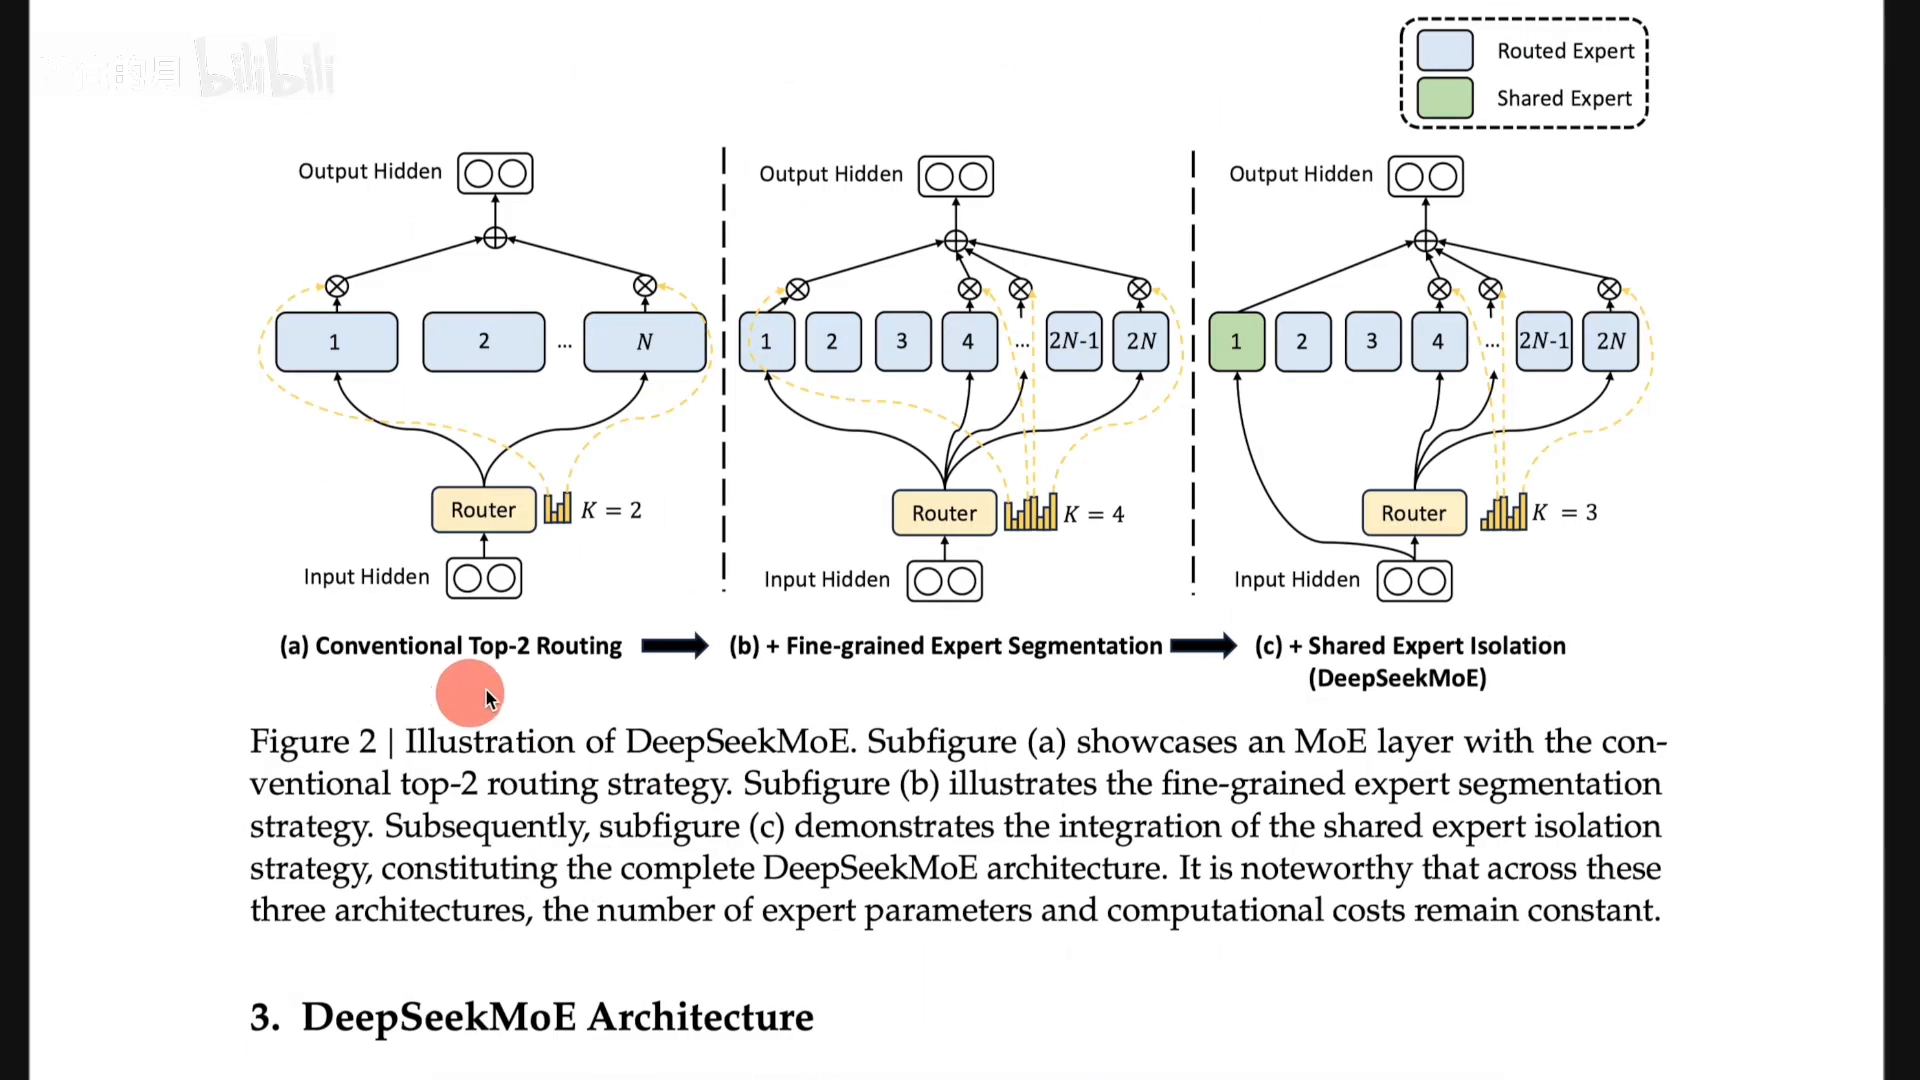 的 bilibili
Routed Expert
Shared Expert
Output Hidden
1 2 ... N
Router K = 2
Input Hidden
(a) Conventional Top-2 Routing
Output Hidden
1 2 3 4 ... 2N-1 2N
Router K = 4
Input Hidden
(b) + Fine-grained Expert Segmentation
Output Hidden
1 2 3 4 ... 2N-1 2N
Router K = 3
Input Hidden
(c) + Shared Expert Isolation
(DeepSeekMoE)
Figure 2 | Illustration of DeepSeekMoE. Subfigure (a) showcases an MoE layer with the con-
ventional top-2 routing strategy. Subfigure (b) illustrates the fine-grained expert segmentation
strategy. Subsequently, subfigure (c) demonstrates the integration of the shared expert isolation
strategy, constituting the complete DeepSeekMoE architecture. It is noteworthy that across these
three architectures, the number of expert parameters and computational costs remain constant.
3. DeepSeekMoE Architecture